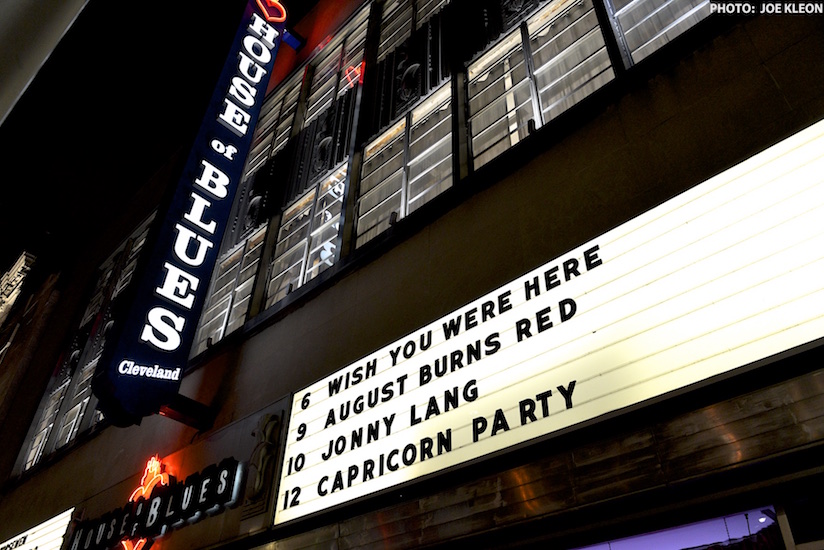 PHOTO: JOE KLEON
HOUSE of BLUES
Cleveland
6 WISH YOU WERE HERE
9 AUGUST BURNS RED
10 JONNY LANG
12 CAPRICORN PARTY
HOUSE OF BLUES